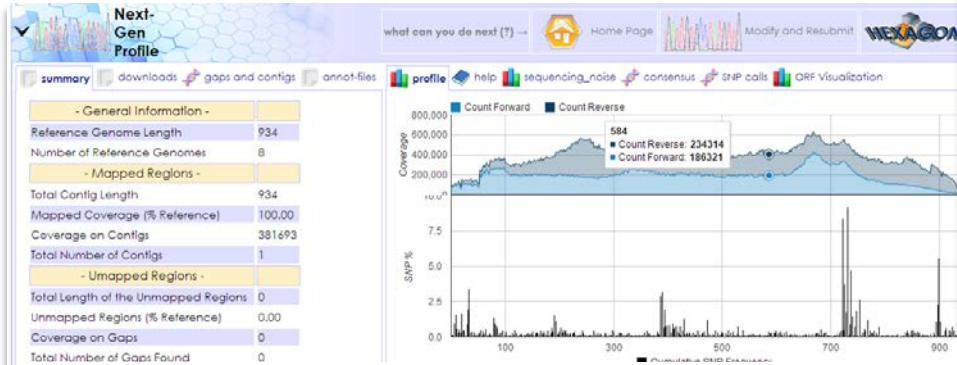 Next-
Gen
Profile
what can you do next (?) →
Home Page
Modify and Resubmit
HEXAGON
summary
downloads
gaps and contigs
annot-files
- General Information -
Reference Genome Length 934
Number of Reference Genomes 8
- Mapped Regions -
Total Contig Length 934
Mapped Coverage (% Reference) 100.00
Coverage on Contigs 381693
Total Number of Contigs 1
- Umapped Regions -
Total Length of the Unmapped Regions 0
Unmapped Regions (% Reference) 0.00
Coverage on Gaps 0
Total Number of Gaps Found 0
profile
help
sequencing_noise
consensus
SNP calls
ORF Visualization
Count Forward
Count Reverse
800,000
600,000
400,000
200,000
Coverage
584
Count Reverse: 234314
Count Forward: 186321
10.0
7.5
5.0
2.5
0.0
SNP %
100 300 500 700 900
Cumulative SNP Frequency